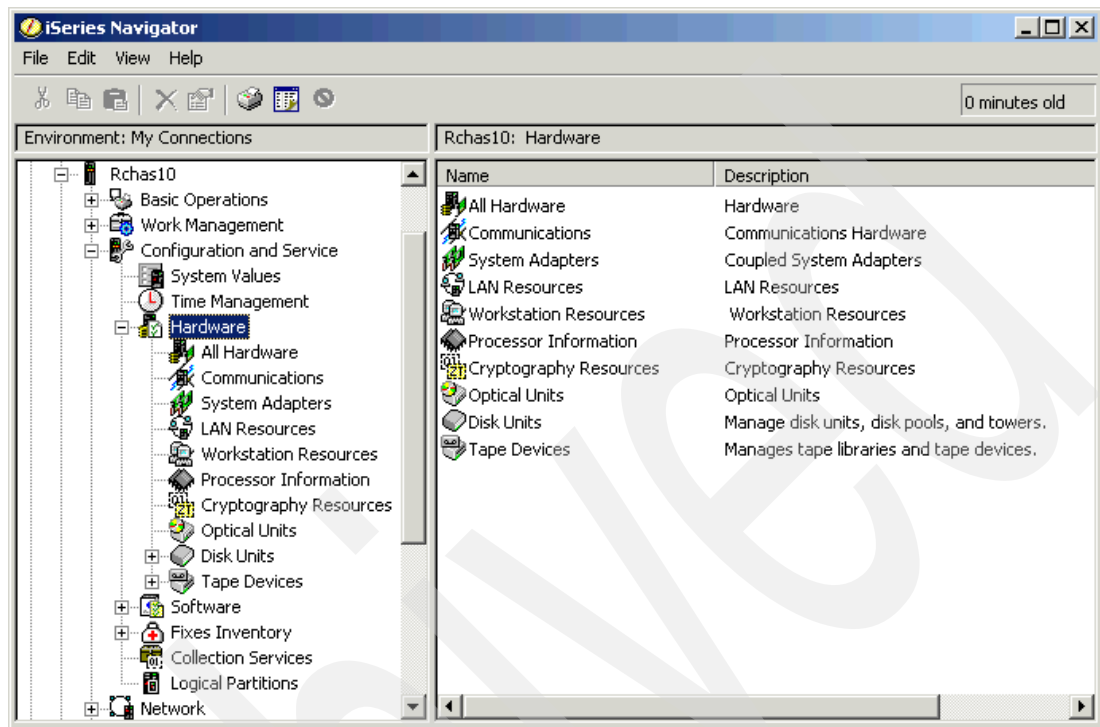 iSeries Navigator
File Edit View Help
0 minutes old
Environment: My Connections
Rchas10: Hardware
Rchas10
Basic Operations
Work Management
Configuration and Service
System Values
Time Management
Hardware
All Hardware
Communications
System Adapters
LAN Resources
Workstation Resources
Processor Information
Cryptography Resources
Optical Units
Disk Units
Tape Devices
Software
Fixes Inventory
Collection Services
Logical Partitions
Network
Name Description
All Hardware Hardware
Communications Communications Hardware
System Adapters Coupled System Adapters
LAN Resources LAN Resources
Workstation Resources Workstation Resources
Processor Information Processor Information
Cryptography Resources Cryptography Resources
Optical Units Optical Units
Disk Units Manage disk units, disk pools, and towers.
Tape Devices Manages tape libraries and tape devices.